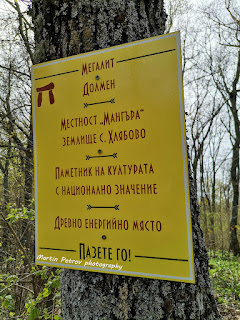 Мегалит
Долмен
Местност „Мангъра"
землище с. Хлябово
Паметник на културата
с национално значение
Древно енергийно място
Пазете го!
Martin Petrov photography